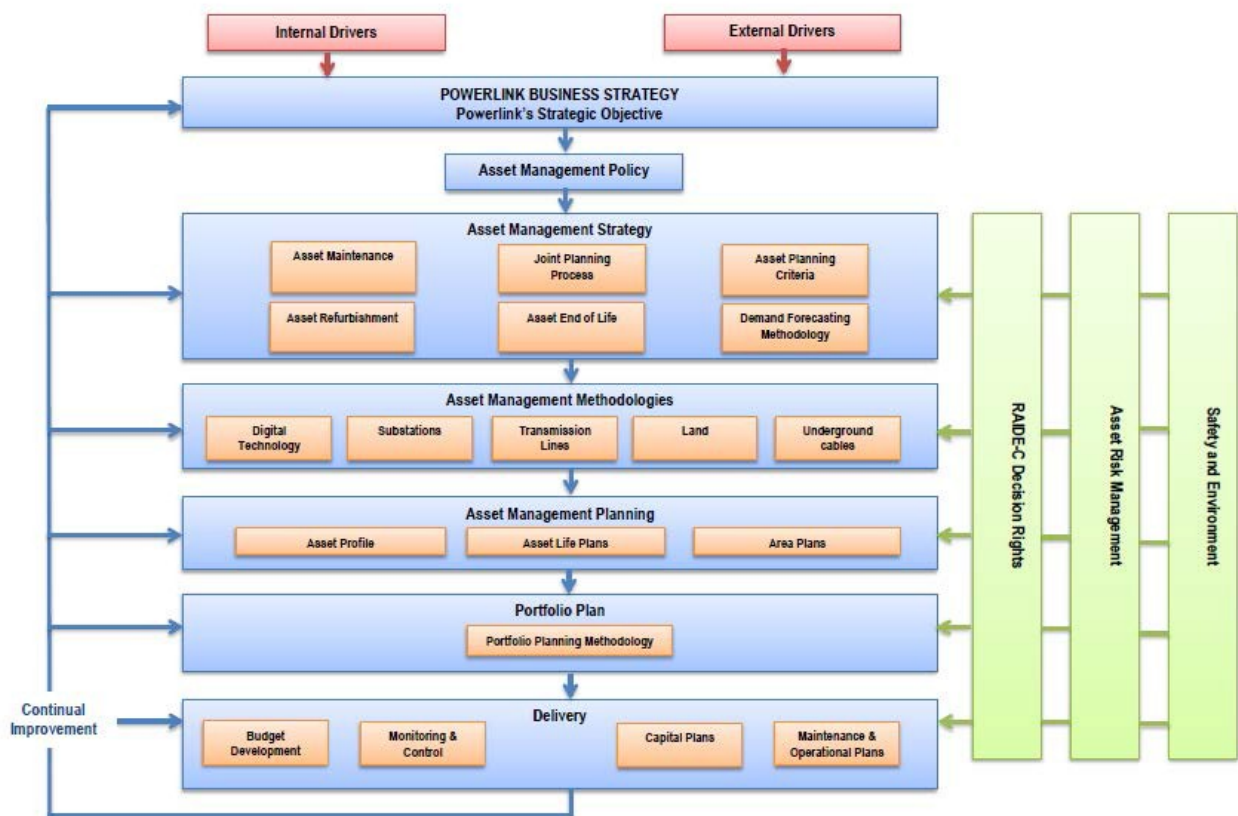 Internal Drivers
External Drivers
POWERLINK BUSINESS STRATEGY
Powerlink's Strategic Objective
Asset Management Policy
Asset Management Strategy
Asset Maintenance
Joint Planning
Process
Asset Planning
Criteria
Asset Refurbishment
Asset End of Life
Demand Forecasting
Methodology
Asset Management Methodologies
Digital
Technology
Substations
Transmission
Lines
Land
Underground
cables
Asset Management Planning
Asset Profile
Asset Life Plans
Area Plans
Portfolio Plan
Portfolio Planning Methodology
Delivery
Budget
Development
Monitoring &
Control
Capital Plans
Maintenance &
Operational Plans
Continual
Improvement
RAIDE-C Decision Rights
Asset Risk Management
Safety and Environment